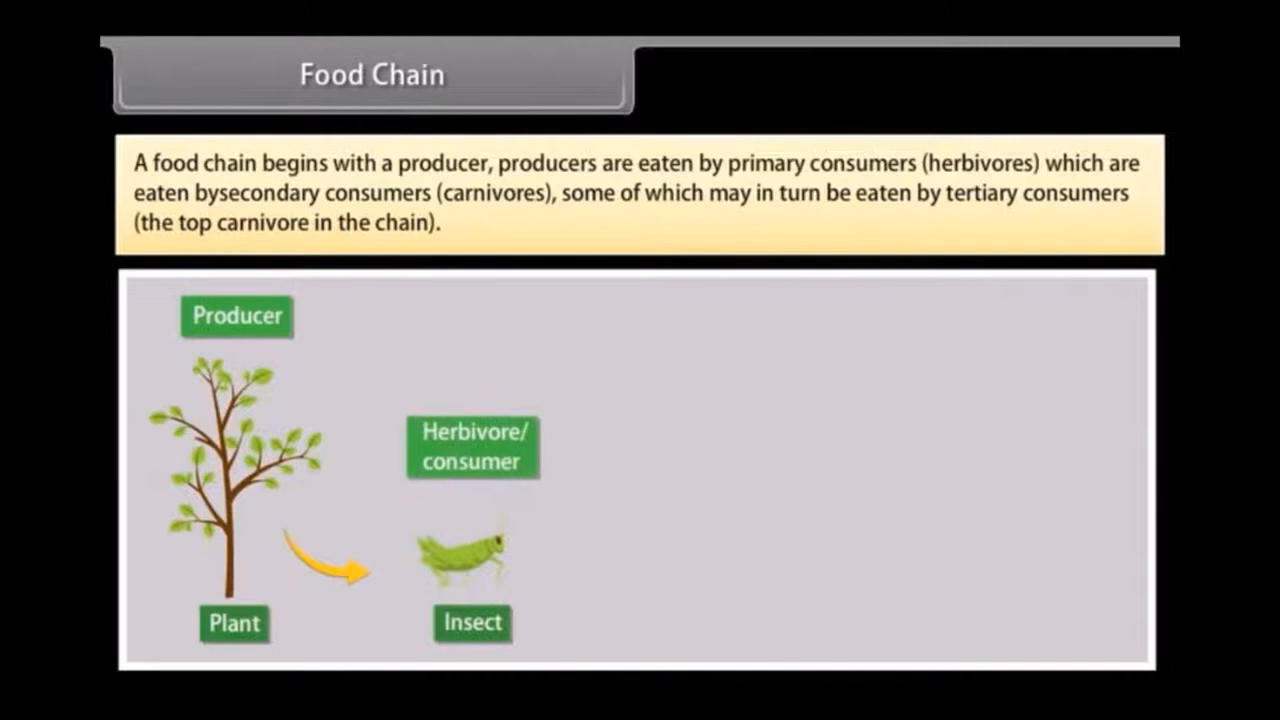 Food Chain
A food chain begins with a producer, producers are eaten by primary consumers (herbivores) which are
eaten bysecondary consumers (carnivores), some of which may in turn be eaten by tertiary consumers
(the top carnivore in the chain).
Producer
Herbivore/
consumer
Plant
Insect